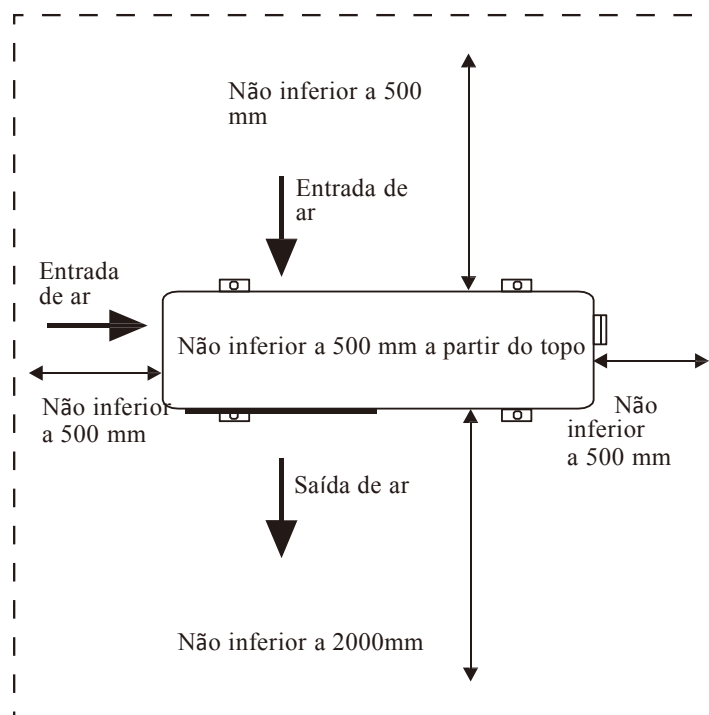 Não inferior a 500
mm
Entrada de
ar
Entrada
de ar
Não inferior a 500 mm a partir do topo
Não inferior
a 500 mm
Não
inferior
a 500 mm
Saída de ar
Não inferior a 2000mm